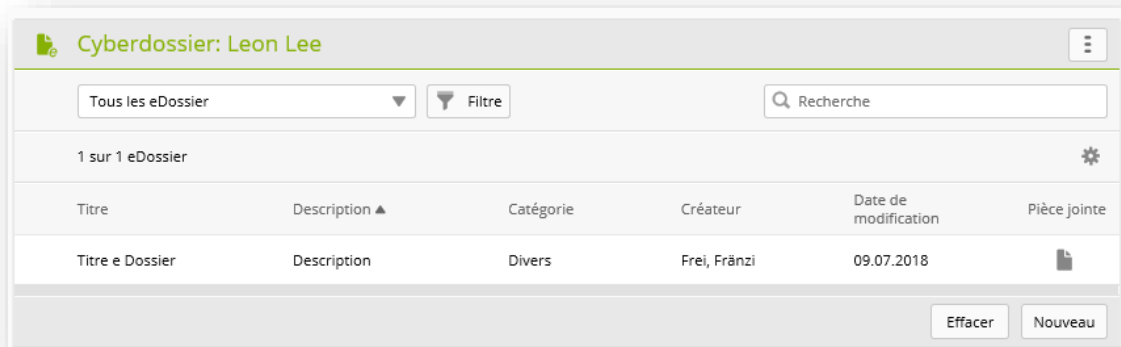 Cyberdossier: Leon Lee
Tous les eDossier Filtre Recherche
1 sur 1 eDossier
Titre Description Catégorie Créateur Date de modification Pièce jointe
Titre e Dossier Description Divers Frei, Fränzi 09.07.2018
Effacer Nouveau